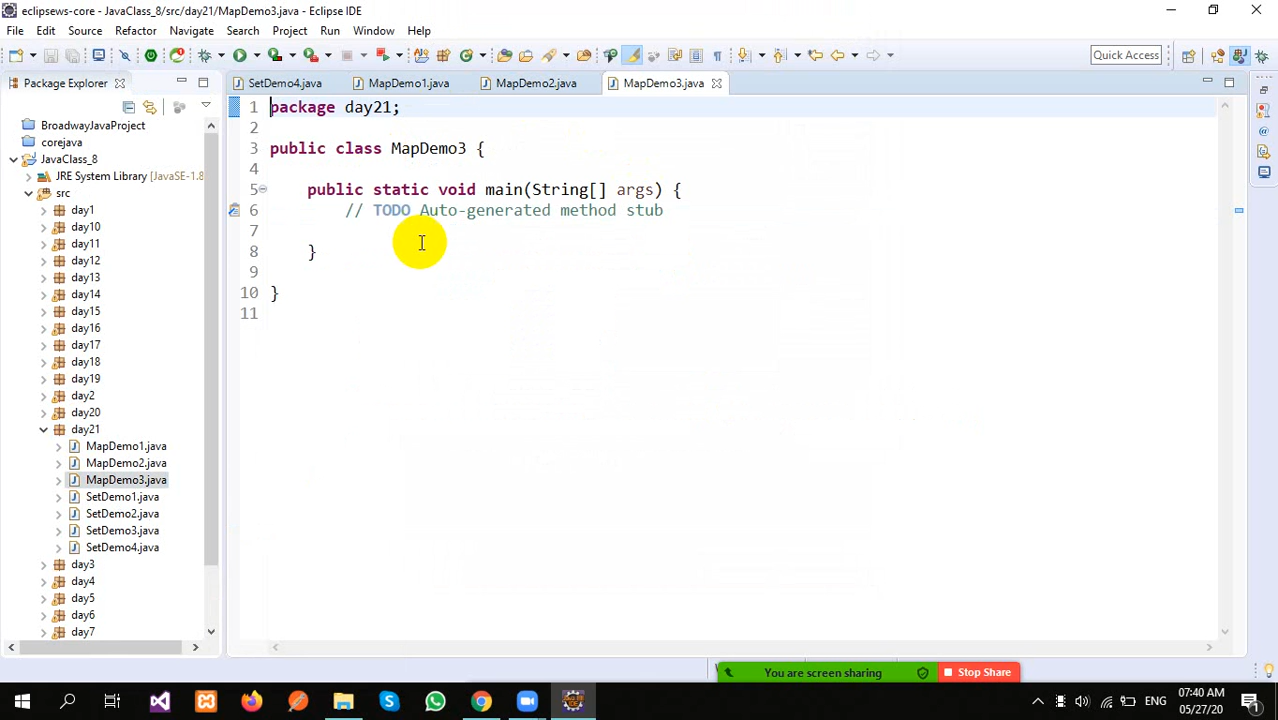 eclipsews-core - JavaClass_8/src/day21/MapDemo3.java - Eclipse IDE
File Edit Source Refactor Navigate Search Project Run Window Help
Quick Access
Package Explorer
SetDemo4.java MapDemo1.java MapDemo2.java MapDemo3.java
BroadwayJavaProject
corejava
JavaClass_8
JRE System Library [JavaSE-1.8
src
day1
day10
day11
day12
day13
day14
day15
day16
day17
day18
day19
day2
day20
day21
MapDemo1.java
MapDemo2.java
MapDemo3.java
SetDemo1.java
SetDemo2.java
SetDemo3.java
SetDemo4.java
day3
day4
day5
day6
day7
1 package day21;
2
3 public class MapDemo3 {
4
5 public static void main(String[] args) {
6 // TODO Auto-generated method stub
7
8 }
9
10 }
11
You are screen sharing Stop Share
ENG
07:40 AM
05/27/20
1